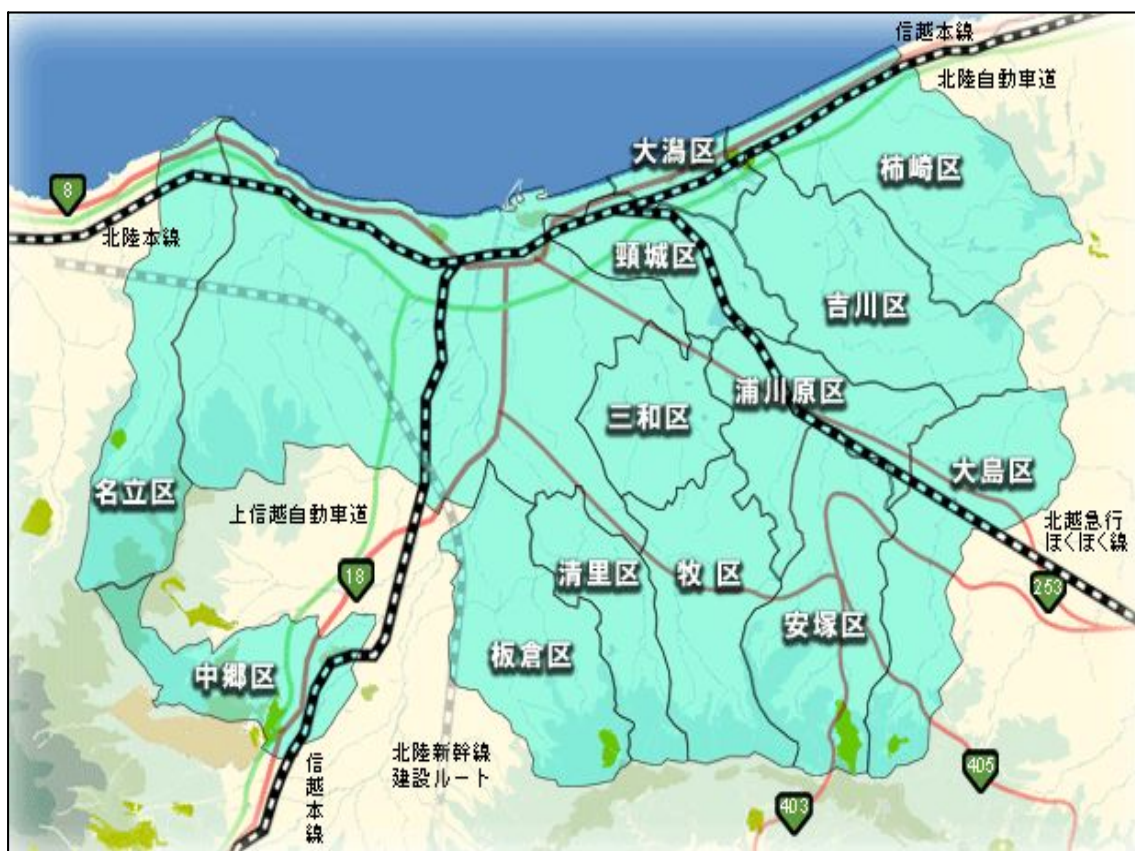 信越本線
北陸自動車道
大潟区
柿崎区
8
北陸本線
頸城区
吉川区
浦川原区
三和区
大島区
名立区
上信越自動車道
北越急行
ほくほく線
18
清里区
牧 区
253
安塚区
板倉区
中郷区
北陸新幹線
建設ルート
信越本線
405
403